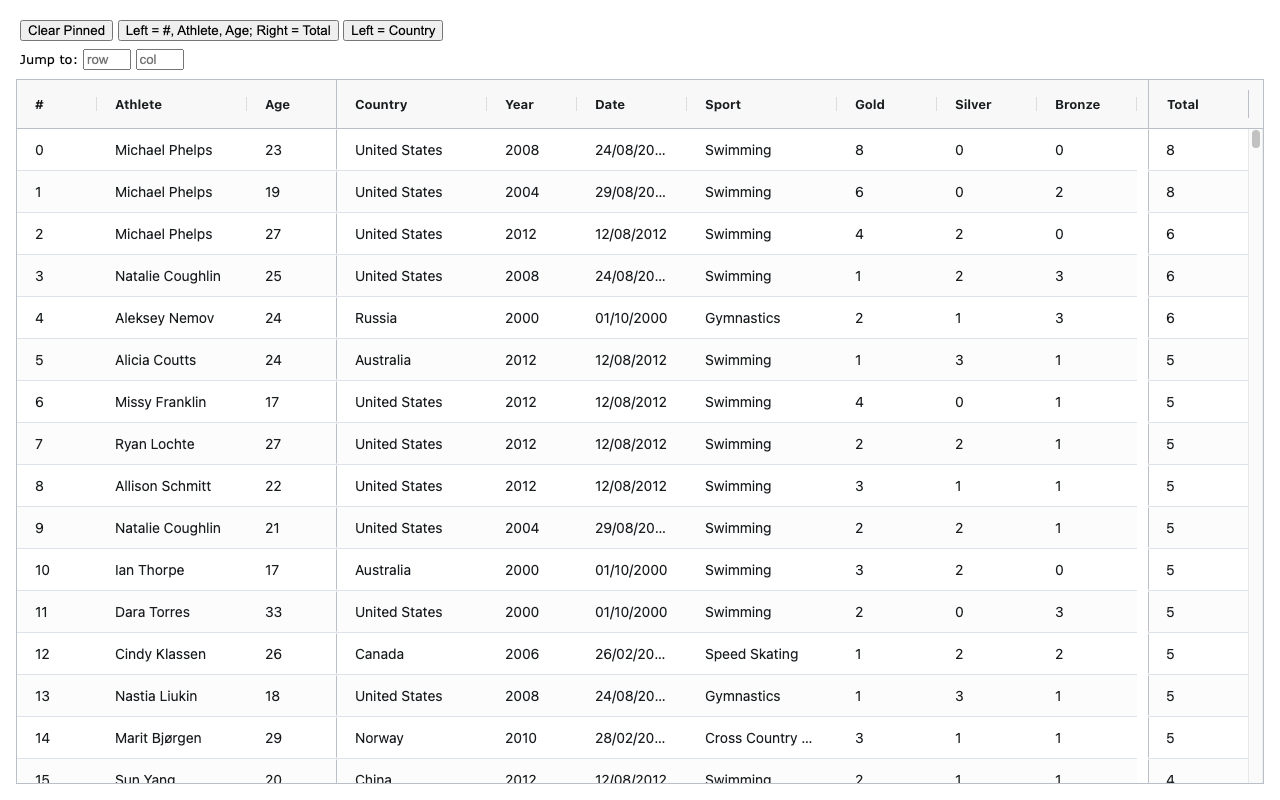 Clear Pinned Left = #, Athlete, Age; Right = Total Left = Country
Jump to: row col
# Athlete Age Country Year Date Sport Gold Silver Bronze Total
0 Michael Phelps 23 United States 2008 24/08/20... Swimming 8 0 0 8
1 Michael Phelps 19 United States 2004 29/08/20... Swimming 6 0 2 8
2 Michael Phelps 27 United States 2012 12/08/2012 Swimming 4 2 0 6
3 Natalie Coughlin 25 United States 2008 24/08/20... Swimming 1 2 3 6
4 Aleksey Nemov 24 Russia 2000 01/10/2000 Gymnastics 2 1 3 6
5 Alicia Coutts 24 Australia 2012 12/08/2012 Swimming 1 3 1 5
6 Missy Franklin 17 United States 2012 12/08/2012 Swimming 4 0 1 5
7 Ryan Lochte 27 United States 2012 12/08/2012 Swimming 2 2 1 5
8 Allison Schmitt 22 United States 2012 12/08/2012 Swimming 3 1 1 5
9 Natalie Coughlin 21 United States 2004 29/08/20... Swimming 2 2 1 5
10 Ian Thorpe 17 Australia 2000 01/10/2000 Swimming 3 2 0 5
11 Dara Torres 33 United States 2000 01/10/2000 Swimming 2 0 3 5
12 Cindy Klassen 26 Canada 2006 26/02/20... Speed Skating 1 2 2 5
13 Nastia Liukin 18 United States 2008 24/08/20... Gymnastics 1 3 1 5
14 Marit Bjørgen 29 Norway 2010 28/02/20... Cross Country ... 3 1 1 5
15 Sun Yang 20 China 2012 12/08/2012 Swimming 2 1 1 4